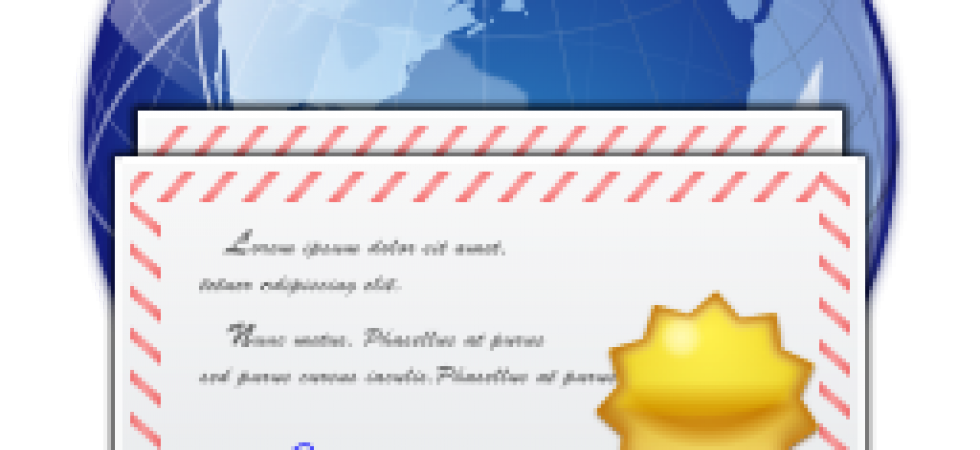 Lorem ipsum dolor sit amet,
tetuer adipiscing elit.
Nunc metus. Phasellus at purus
sed purus cursus iaculis.Phasellus at purus